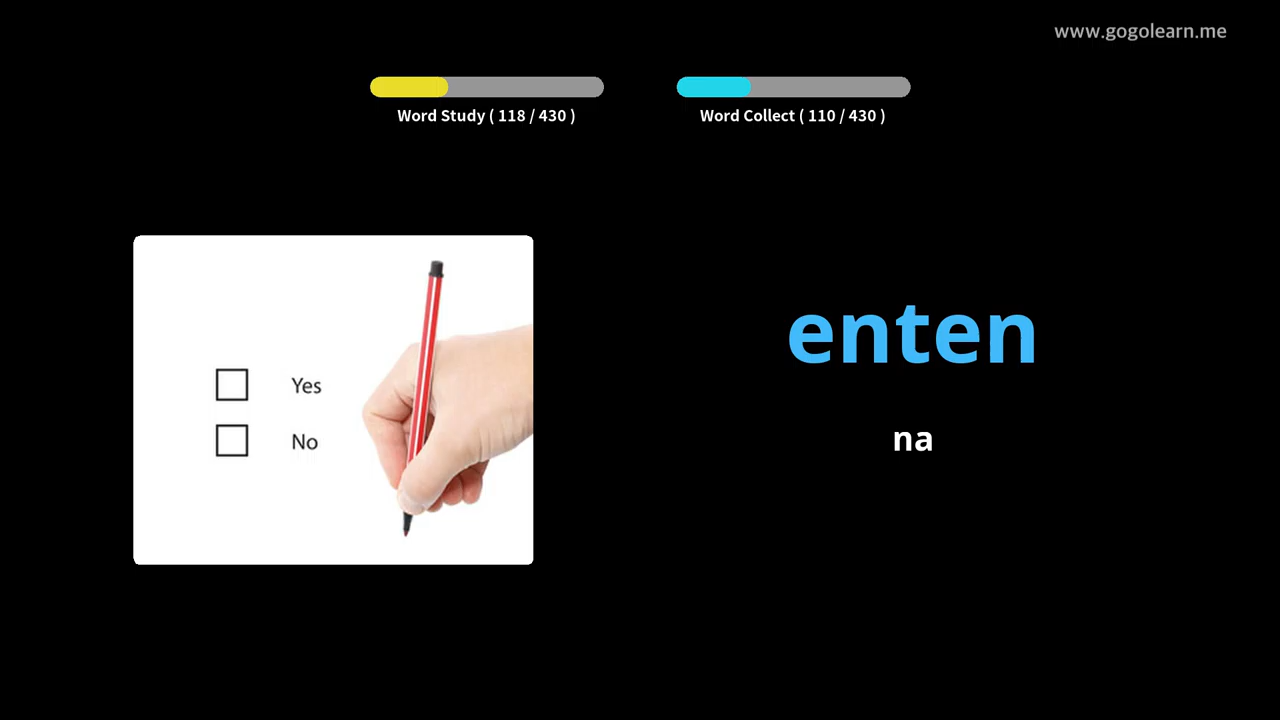 www.gogolearn.me
Word Study ( 118 / 430 )
Word Collect ( 110 / 430 )
Yes
No
enten
na